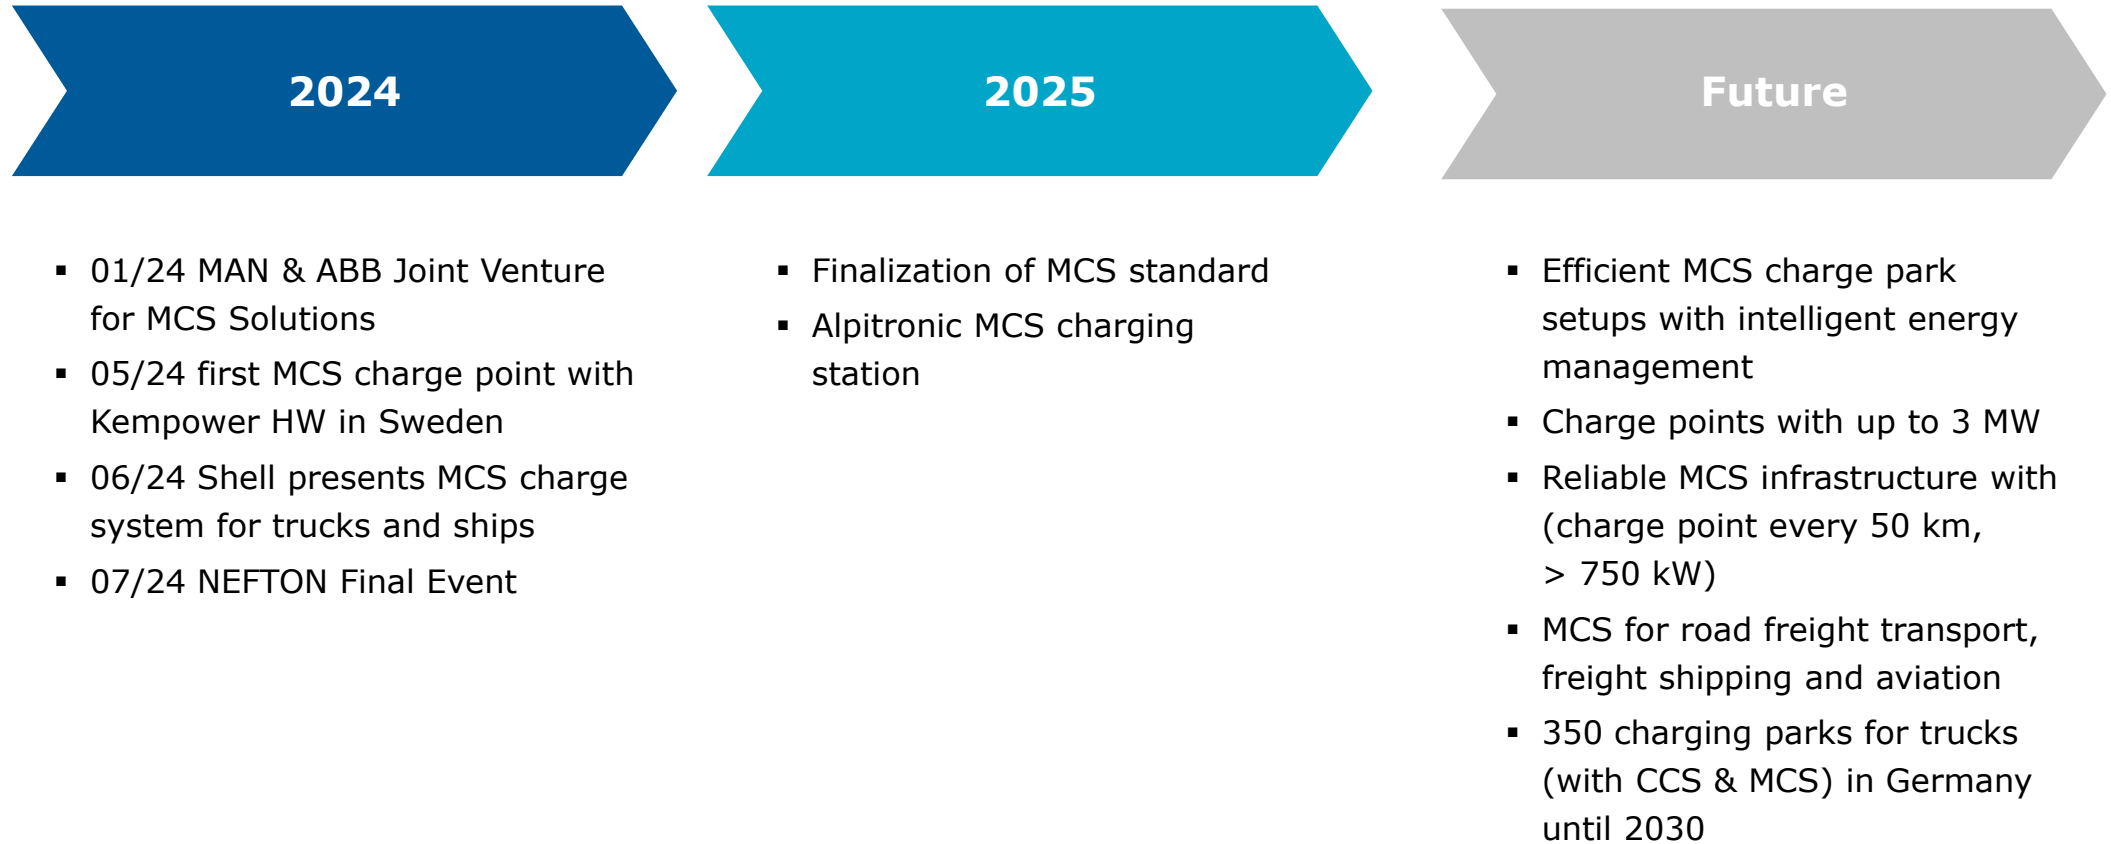 2024
▪ 01/24 MAN & ABB Joint Venture
for MCS Solutions
▪ 05/24 first MCS charge point with
Kempower HW in Sweden
▪ 06/24 Shell presents MCS charge
system for trucks and ships
▪ 07/24 NEFTON Final Event
2025
▪ Finalization of MCS standard
▪ Alpitronic MCS charging
station
Future
▪ Efficient MCS charge park
setups with intelligent energy
management
▪ Charge points with up to 3 MW
▪ Reliable MCS infrastructure with
(charge point every 50 km,
> 750 kW)
▪ MCS for road freight transport,
freight shipping and aviation
▪ 350 charging parks for trucks
(with CCS & MCS) in Germany
until 2030